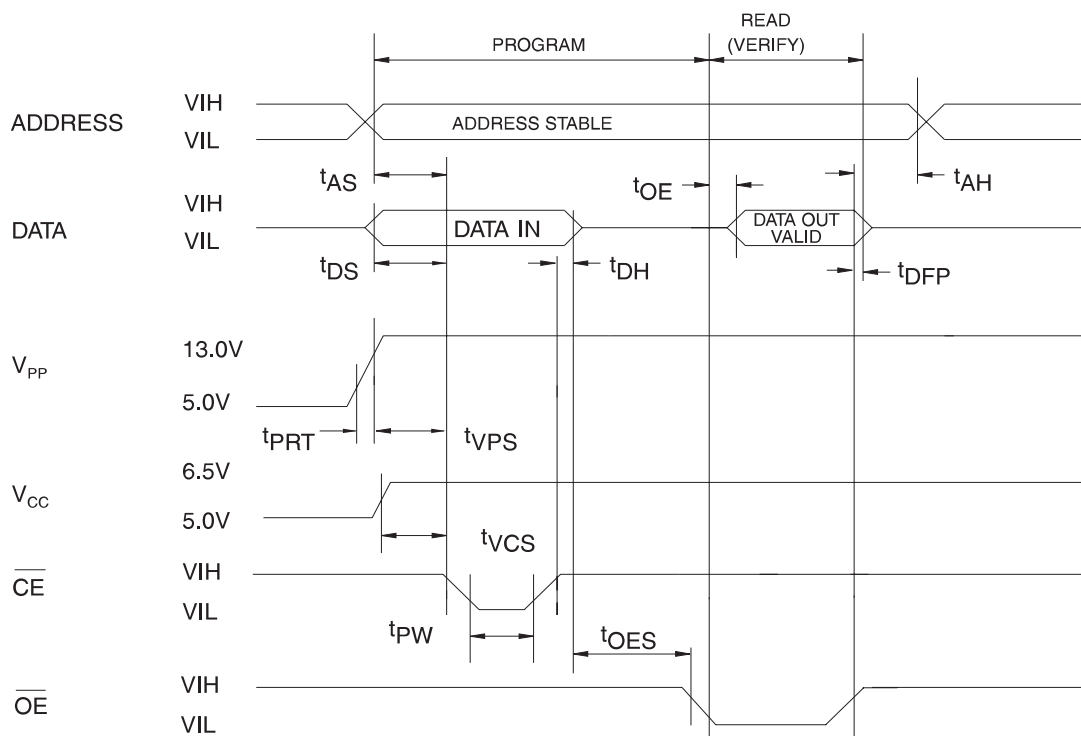 READ
PROGRAM (VERIFY)
VIH
ADDRESS ADDRESS STABLE
VIL
tAS tOE tAH
VIH
DATA DATA IN DATA OUT VALID
VIL
tDS tDH tDFP
13.0V
VPP
5.0V
tPRT tVPS
6.5V
VCC
5.0V
tVCS
VIH
C̅E̅
VIL
tPW tOES
VIH
O̅E̅
VIL